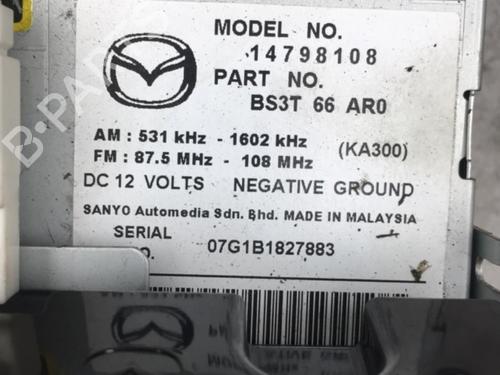 MODEL NO.
14798108
PART NO.
BS3T 66 AR0
AM : 531 kHz - 1602 kHz (KA300)
FM : 87.5 MHz - 108 MHz
DC 12 VOLTS NEGATIVE GROUND
SANYO Automedia Sdn. Bhd. MADE IN MALAYSIA
SERIAL 07G1B1827883
B-PARTS